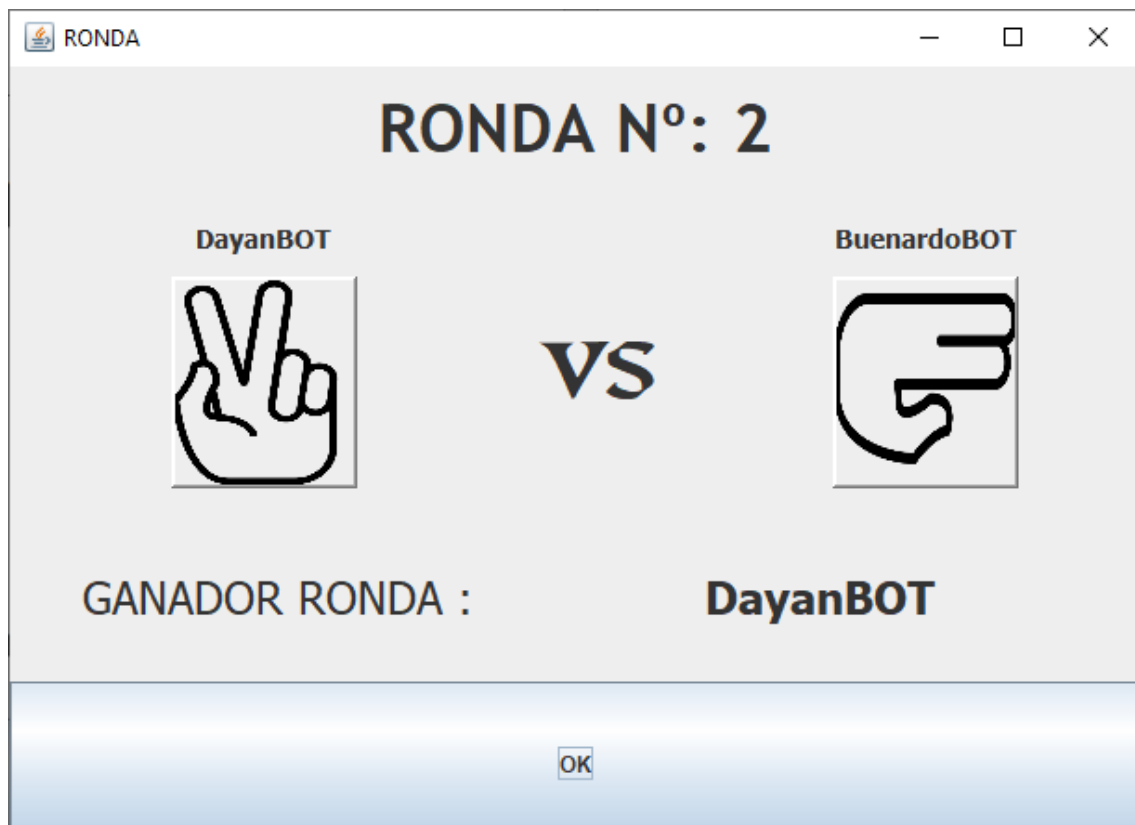 RONDA
RONDA Nº: 2
DayanBOT
BuenardoBOT
VS
GANADOR RONDA : DayanBOT
OK